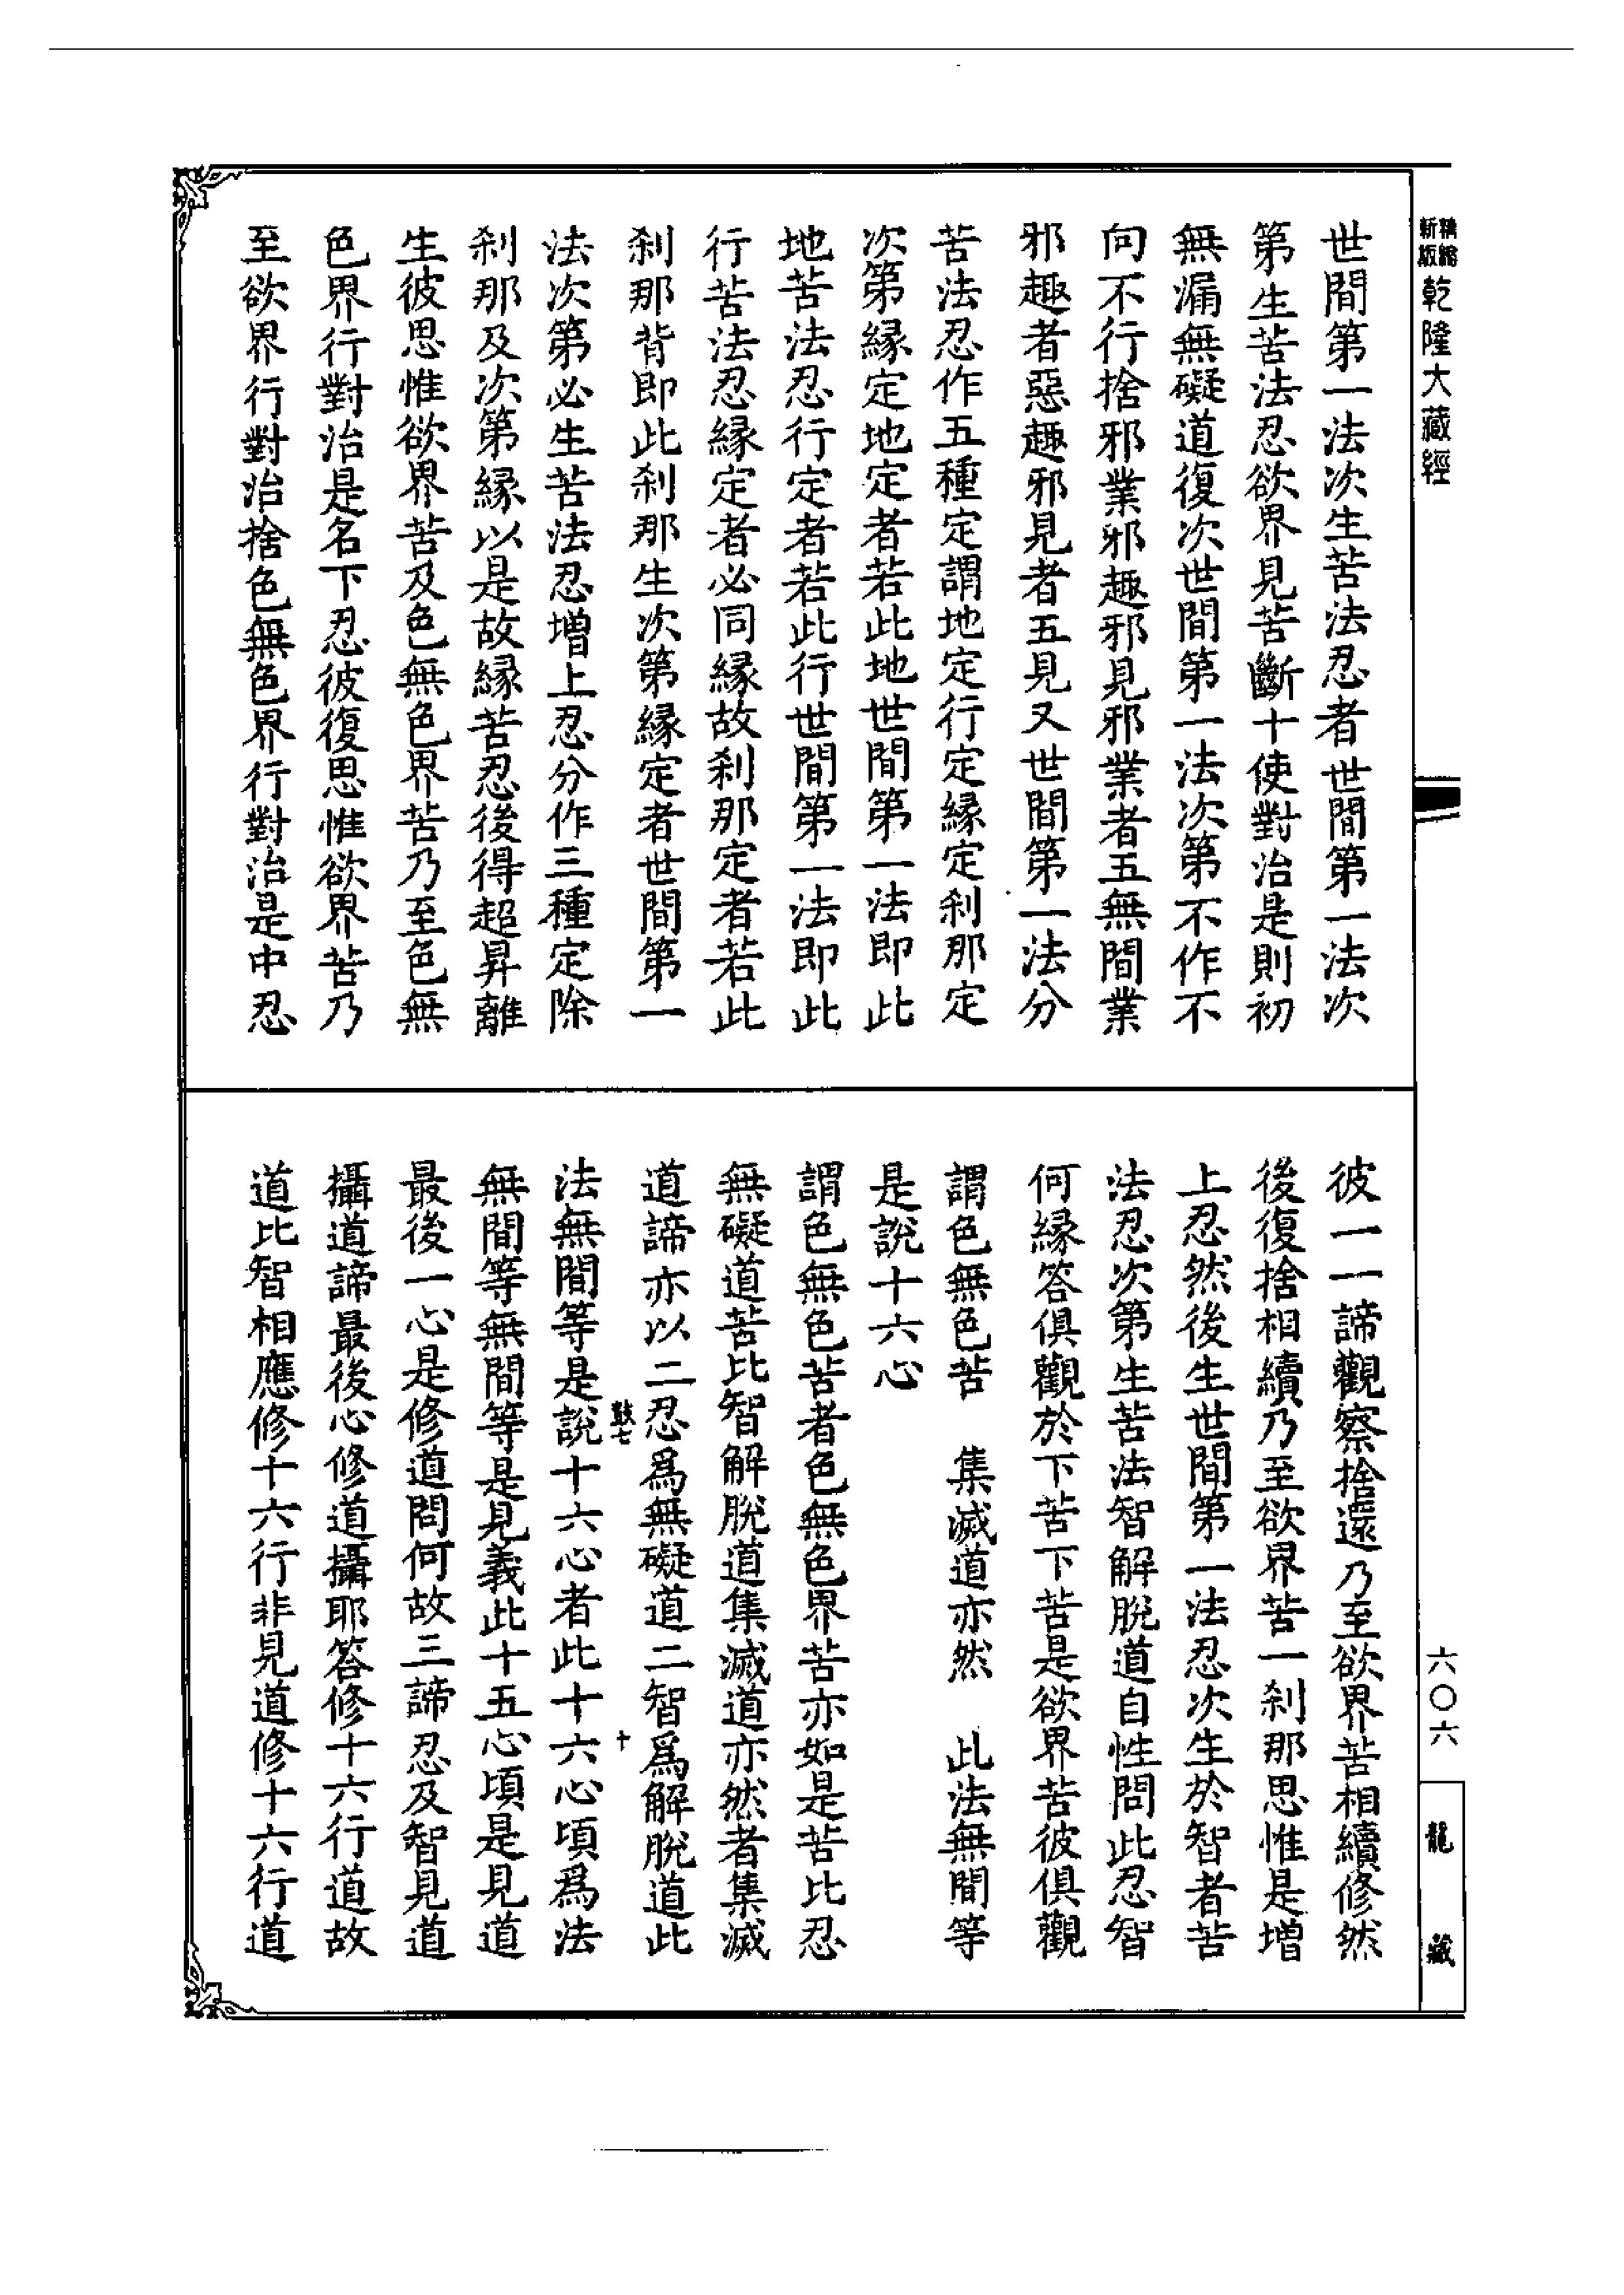 精縮新版乾隆大藏經
六〇六
龍藏
世間第一法次生苦法忍者世間第一法次
第生苦法忍欲界見苦斷十使對治是則初
無漏無礙道復次世間第一法次第不作不
向不行捨邪業邪趣邪見邪業者五無間業
邪趣者惡趣邪見者五見又世間第一法分
苦法忍作五種定謂地定行定緣定剎那定
次第緣定地定者若此地世間第一法即此
地苦法忍行定者若此行世間第一法即此
行苦法忍緣定者必同緣故剎那定者若此
剎那背即此剎那生次第緣定者世間第一
法次第必生苦法忍增上忍分作三種定除
剎那及次第緣以是故緣苦忍後得超昇離
生彼思惟欲界苦及色無色界苦乃至色無
色界行對治是名下忍彼復思惟欲界苦乃
至欲界行對治捨色無色界行對治是中忍
彼一一諦觀察捨還乃至欲界苦相續修然
後復捨相續乃至欲界苦一剎那思惟是增
上忍然後生世間第一法忍次生於智者苦
法忍次第生苦法智解脫道自性問此忍智
何緣答俱觀於下苦下苦是欲界苦彼俱觀
謂色無色苦　集滅道亦然　此法無間等
是說十六心
謂色無色苦者色無色界苦亦如是苦比忍
無礙道苦比智解脫道集滅道亦然者集滅
道諦亦以二忍為無礙道二智為解脫道此
鼓七　十
法無間等是說十六心者此十六心頃為法
無間等無間等是見義此十五心頃是見道
最後一心是修道問何故三諦忍及智見道
攝道諦最後心修道攝耶答修十六行道故
道比智相應修十六行非見道修十六行道